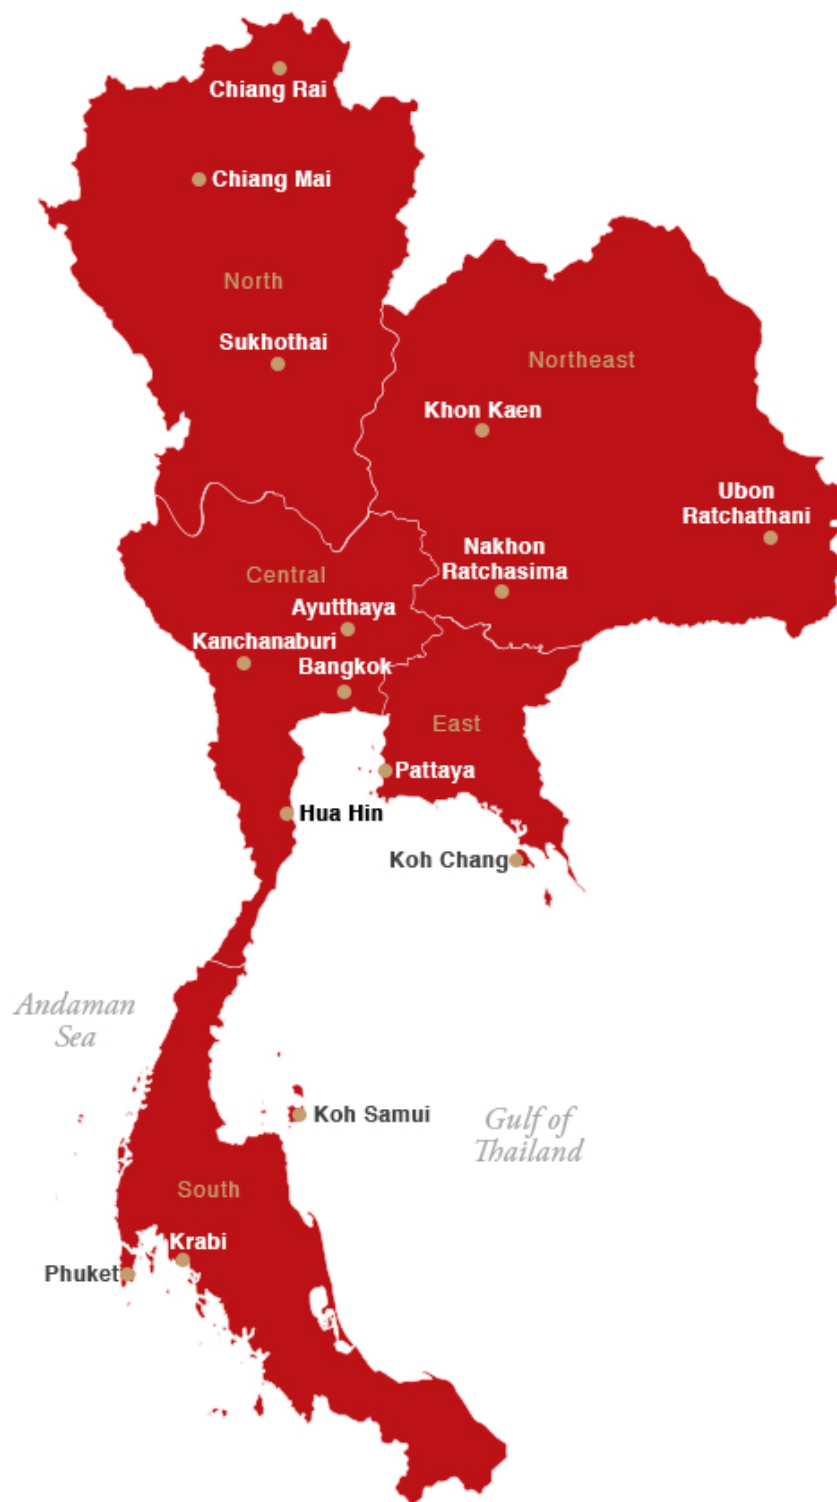 Chiang Rai
Chiang Mai
North
Sukhothai
Northeast
Khon Kaen
Ubon
Ratchathani
Nakhon
Ratchasima
Central
Ayutthaya
Kanchanaburi
Bangkok
East
Pattaya
Hua Hin
Koh Chang
Andaman
Sea
Koh Samui
Gulf of
Thailand
South
Krabi
Phuket